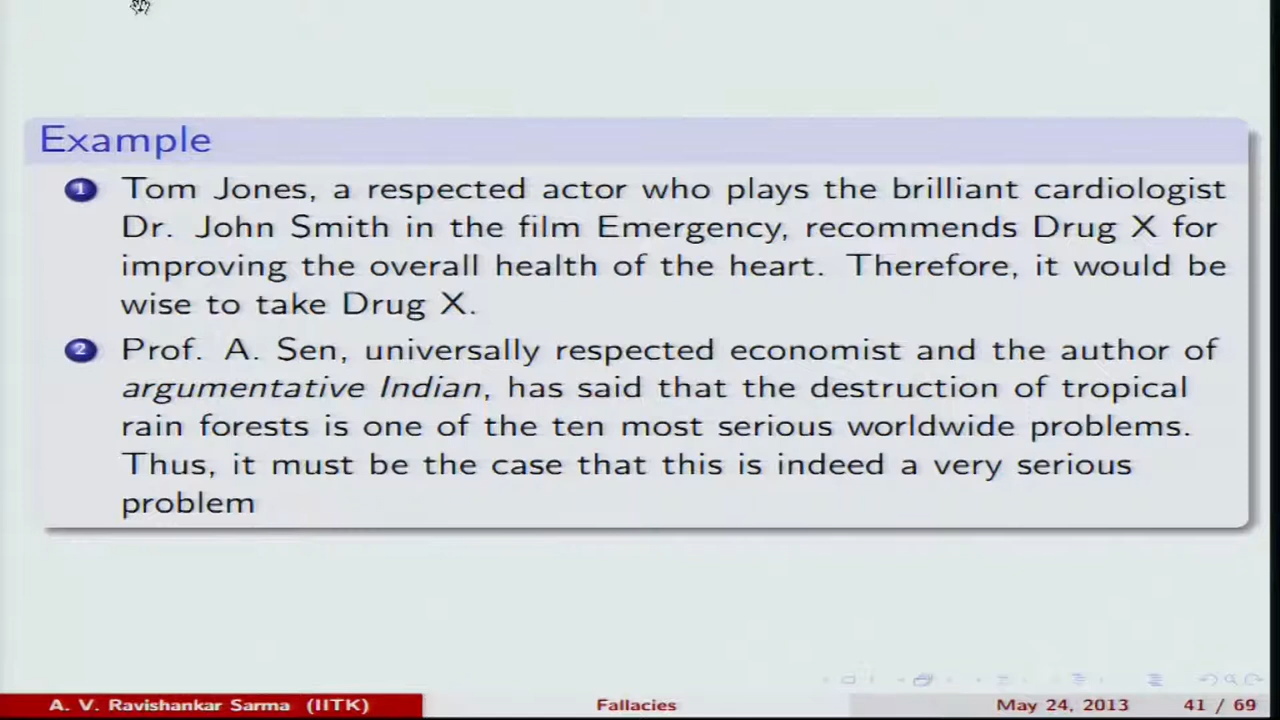 Example
1 Tom Jones, a respected actor who plays the brilliant cardiologist
Dr. John Smith in the film Emergency, recommends Drug X for
improving the overall health of the heart. Therefore, it would be
wise to take Drug X.
2 Prof. A. Sen, universally respected economist and the author of
argumentative Indian, has said that the destruction of tropical
rain forests is one of the ten most serious worldwide problems.
Thus, it must be the case that this is indeed a very serious
problem
A. V. Ravishankar Sarma (IITK) Fallacies May 24, 2013 41 / 69